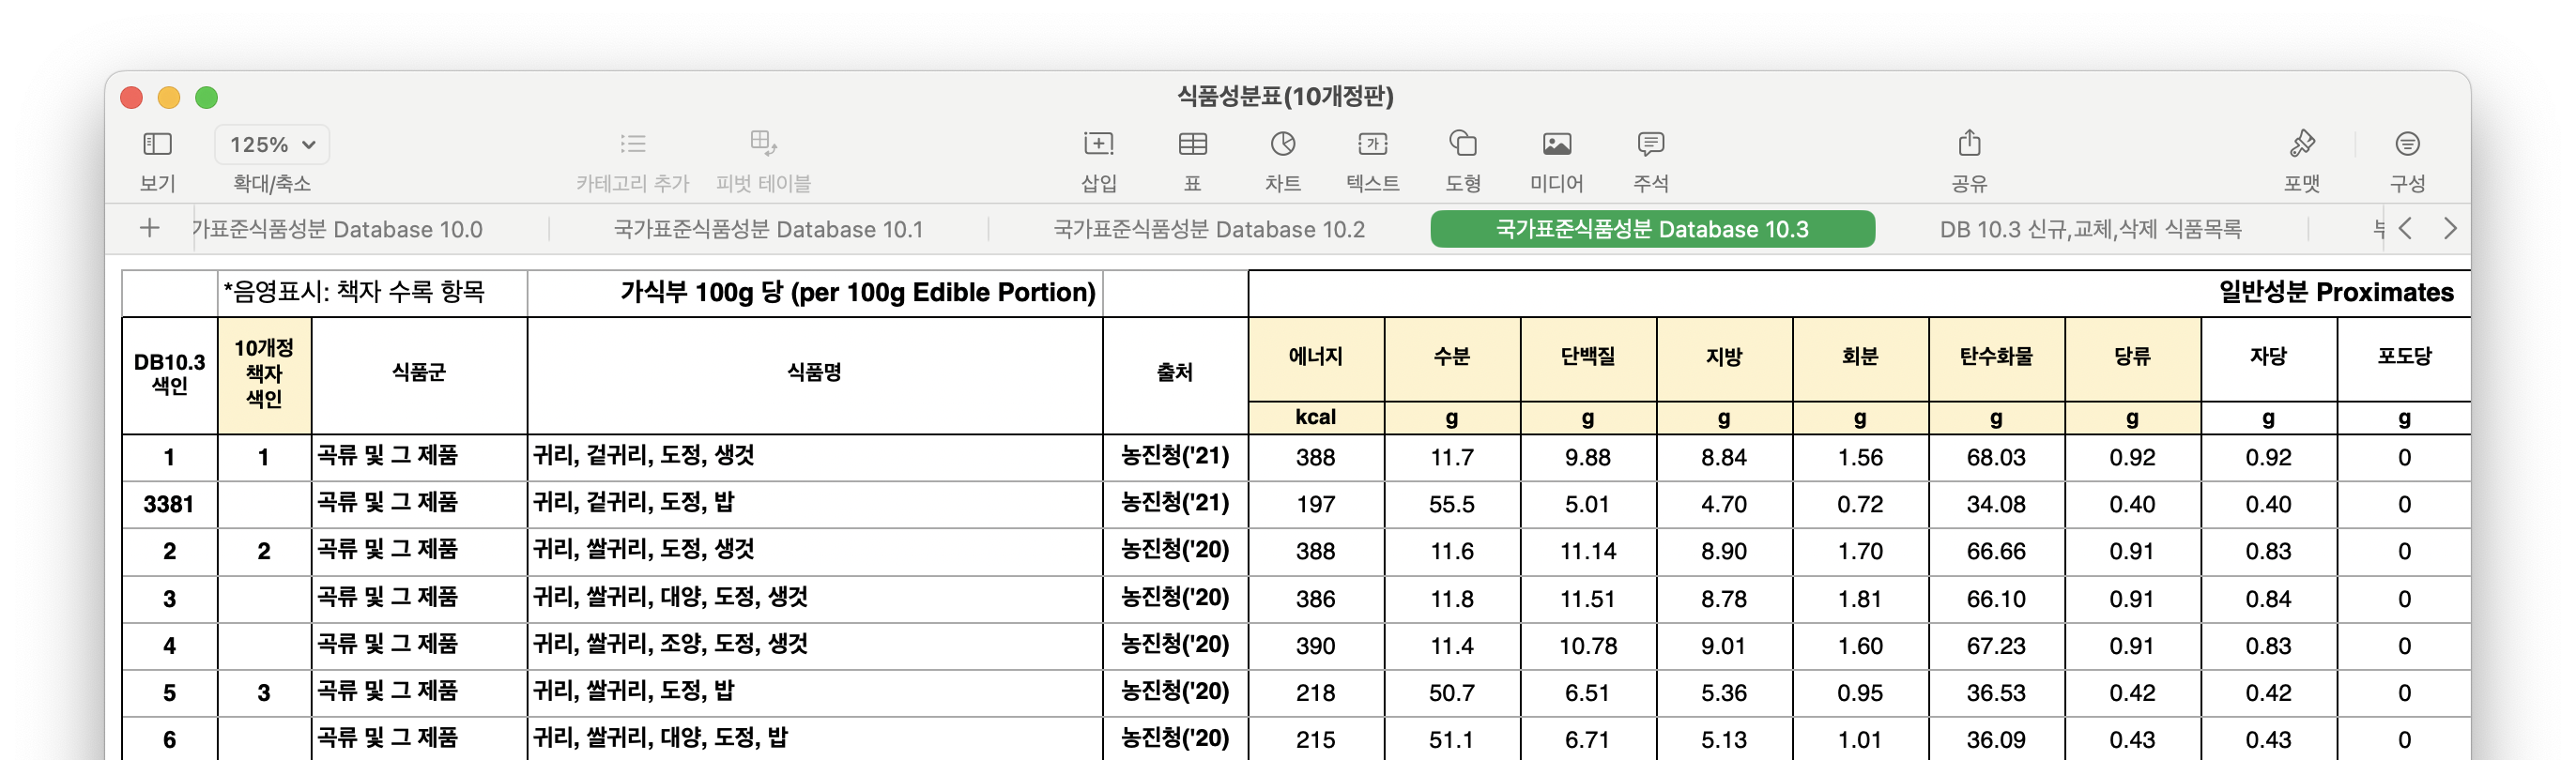 식품성분표(10개정판)
125%
보기 확대/축소 카테고리 추가 피벗 테이블 삽입 표 차트 텍스트 도형 미디어 주석 공유 포맷 구성
가표준식품성분 Database 10.0 국가표준식품성분 Database 10.1 국가표준식품성분 Database 10.2 국가표준식품성분 Database 10.3 DB 10.3 신규,교체,삭제 식품목록
*음영표시: 책자 수록 항목 가식부 100g 당 (per 100g Edible Portion) 일반성분 Proximates
DB10.3 색인 10개정 책자 색인 식품군 식품명 출처 에너지 수분 단백질 지방 회분 탄수화물 당류 자당 포도당
kcal g g g g g g g g
1 1 곡류 및 그 제품 귀리, 겉귀리, 도정, 생것 농진청('21) 388 11.7 9.88 8.84 1.56 68.03 0.92 0.92 0
3381 곡류 및 그 제품 귀리, 겉귀리, 도정, 밥 농진청('21) 197 55.5 5.01 4.70 0.72 34.08 0.40 0.40 0
2 2 곡류 및 그 제품 귀리, 쌀귀리, 도정, 생것 농진청('20) 388 11.6 11.14 8.90 1.70 66.66 0.91 0.83 0
3 곡류 및 그 제품 귀리, 쌀귀리, 대양, 도정, 생것 농진청('20) 386 11.8 11.51 8.78 1.81 66.10 0.91 0.84 0
4 곡류 및 그 제품 귀리, 쌀귀리, 조양, 도정, 생것 농진청('20) 390 11.4 10.78 9.01 1.60 67.23 0.91 0.83 0
5 3 곡류 및 그 제품 귀리, 쌀귀리, 도정, 밥 농진청('20) 218 50.7 6.51 5.36 0.95 36.53 0.42 0.42 0
6 곡류 및 그 제품 귀리, 쌀귀리, 대양, 도정, 밥 농진청('20) 215 51.1 6.71 5.13 1.01 36.09 0.43 0.43 0